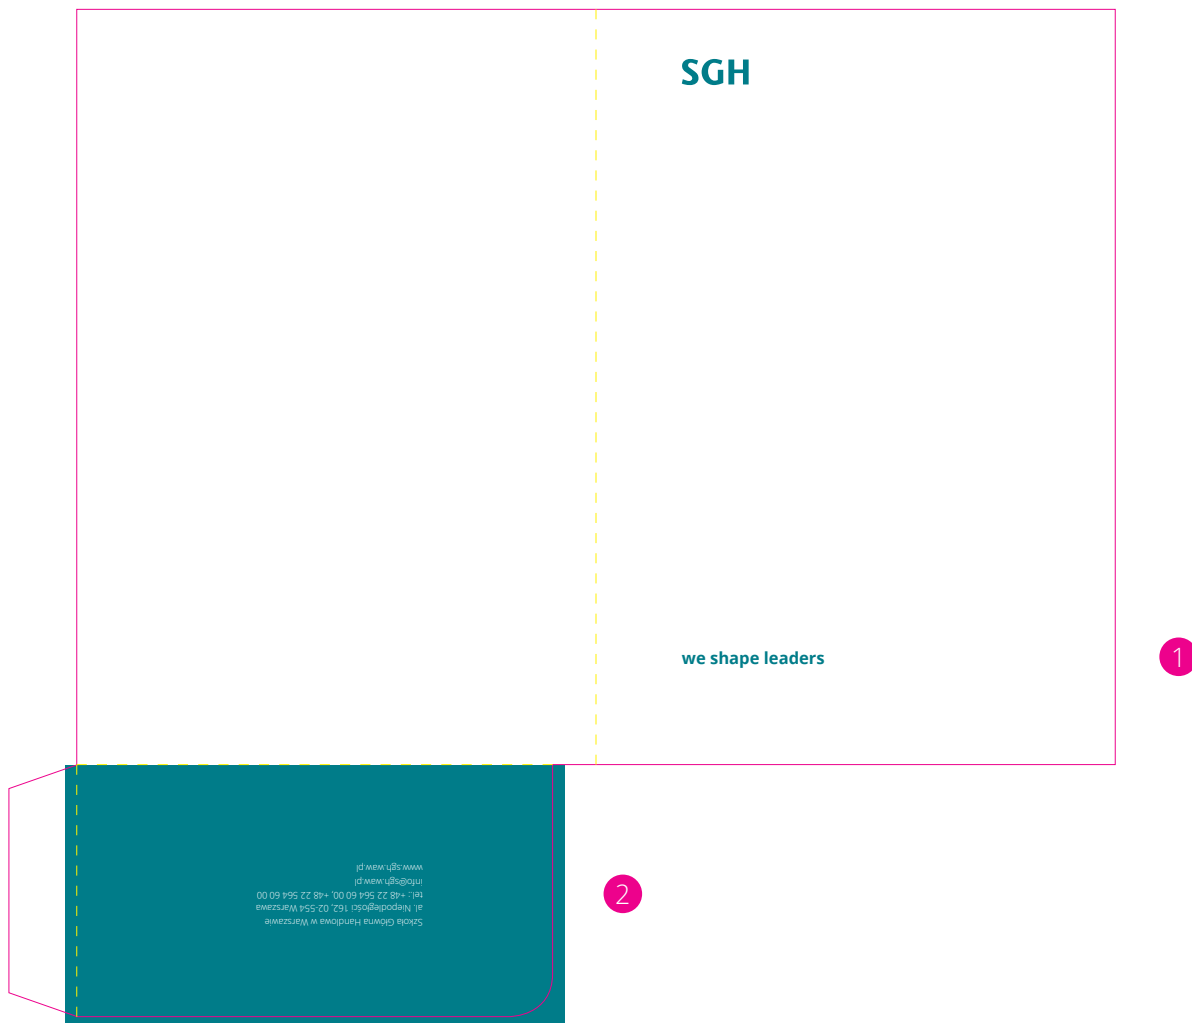 SGH
we shape leaders
1
2
Szkoła Główna Handlowa w Warszawie
al. Niepodległości 162, 02-554 Warszawa
tel.: +48 22 564 60 00, +48 22 564 60 00
info@sgh.waw.pl
www.sgh.waw.pl